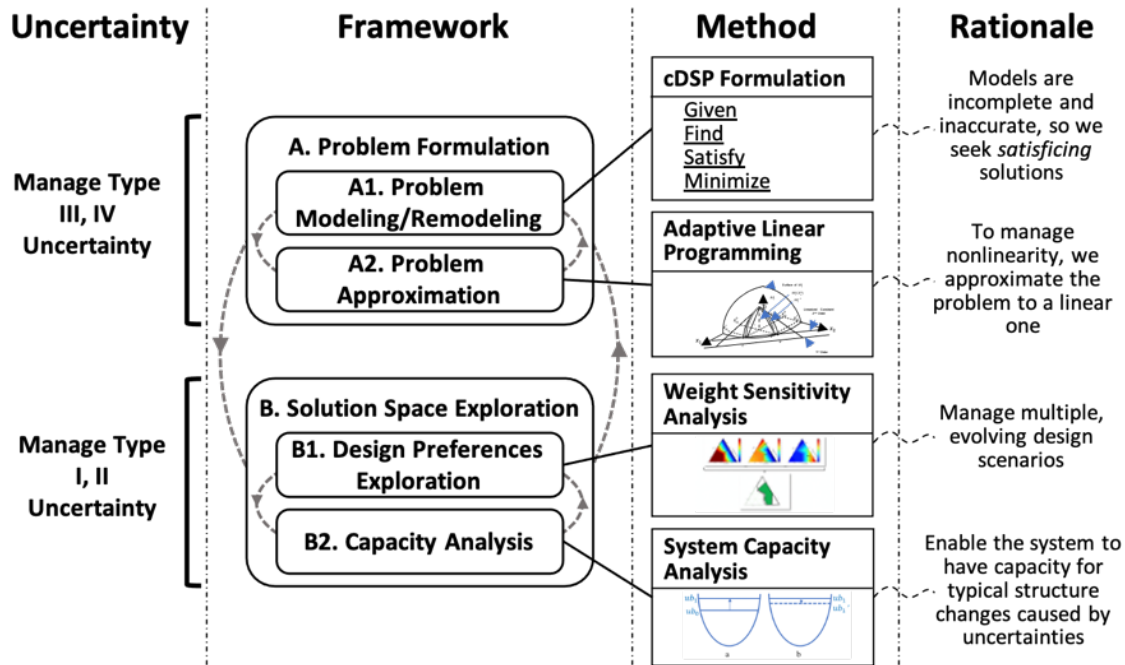 Uncertainty
Framework
Method
Rationale
Manage Type
III, IV
Uncertainty
Manage Type
I, II
Uncertainty
A. Problem Formulation
A1. Problem
Modeling/Remodeling
A2. Problem
Approximation
B. Solution Space Exploration
B1. Design Preferences
Exploration
B2. Capacity Analysis
cDSP Formulation
Given
Find
Satisfy
Minimize
Adaptive Linear
Programming
Weight Sensitivity
Analysis
System Capacity
Analysis
a
b
Models are
incomplete and
inaccurate, so we
seek satisficing
solutions
To manage
nonlinearity, we
approximate the
problem to a linear
one
Manage multiple,
evolving design
scenarios
Enable the system to
have capacity for
typical structure
changes caused by
uncertainties